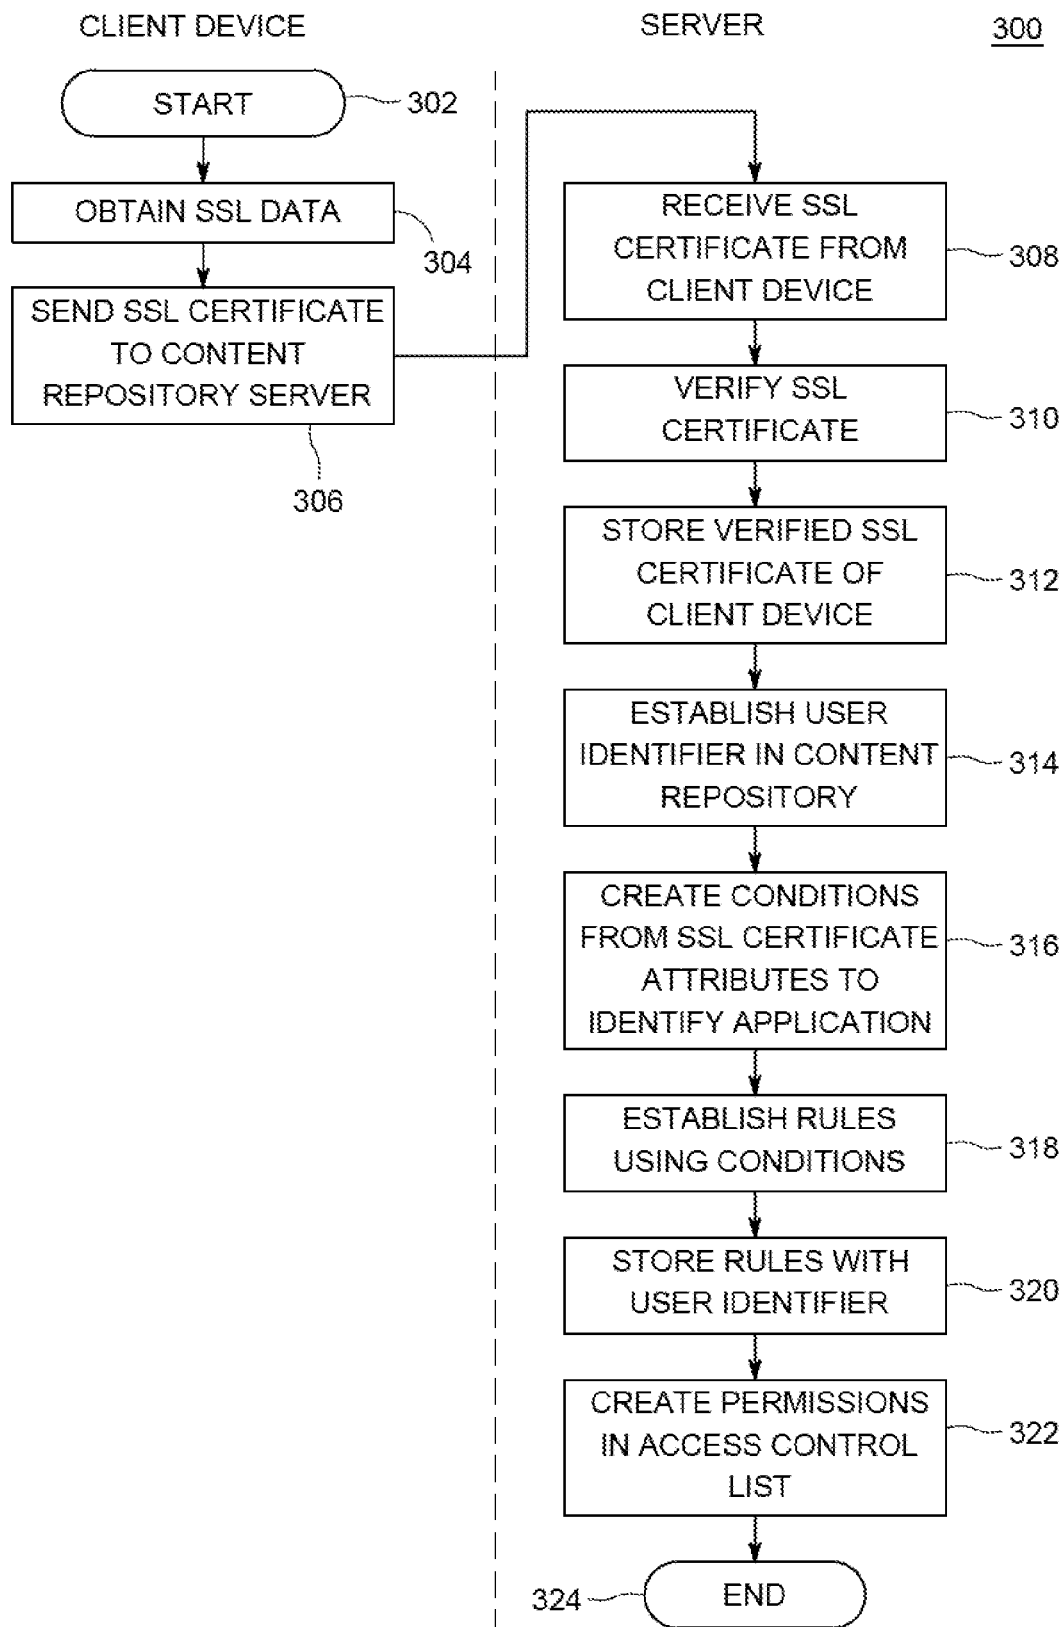 CLIENT DEVICE
SERVER
300
START
302
OBTAIN SSL DATA
304
SEND SSL CERTIFICATE
TO CONTENT
REPOSITORY SERVER
306
RECEIVE SSL
CERTIFICATE FROM
CLIENT DEVICE
308
VERIFY SSL
CERTIFICATE
310
STORE VERIFIED SSL
CERTIFICATE OF
CLIENT DEVICE
312
ESTABLISH USER
IDENTIFIER IN CONTENT
REPOSITORY
314
CREATE CONDITIONS
FROM SSL CERTIFICATE
ATTRIBUTES TO
IDENTIFY APPLICATION
316
ESTABLISH RULES
USING CONDITIONS
318
STORE RULES WITH
USER IDENTIFIER
320
CREATE PERMISSIONS
IN ACCESS CONTROL
LIST
322
END
324